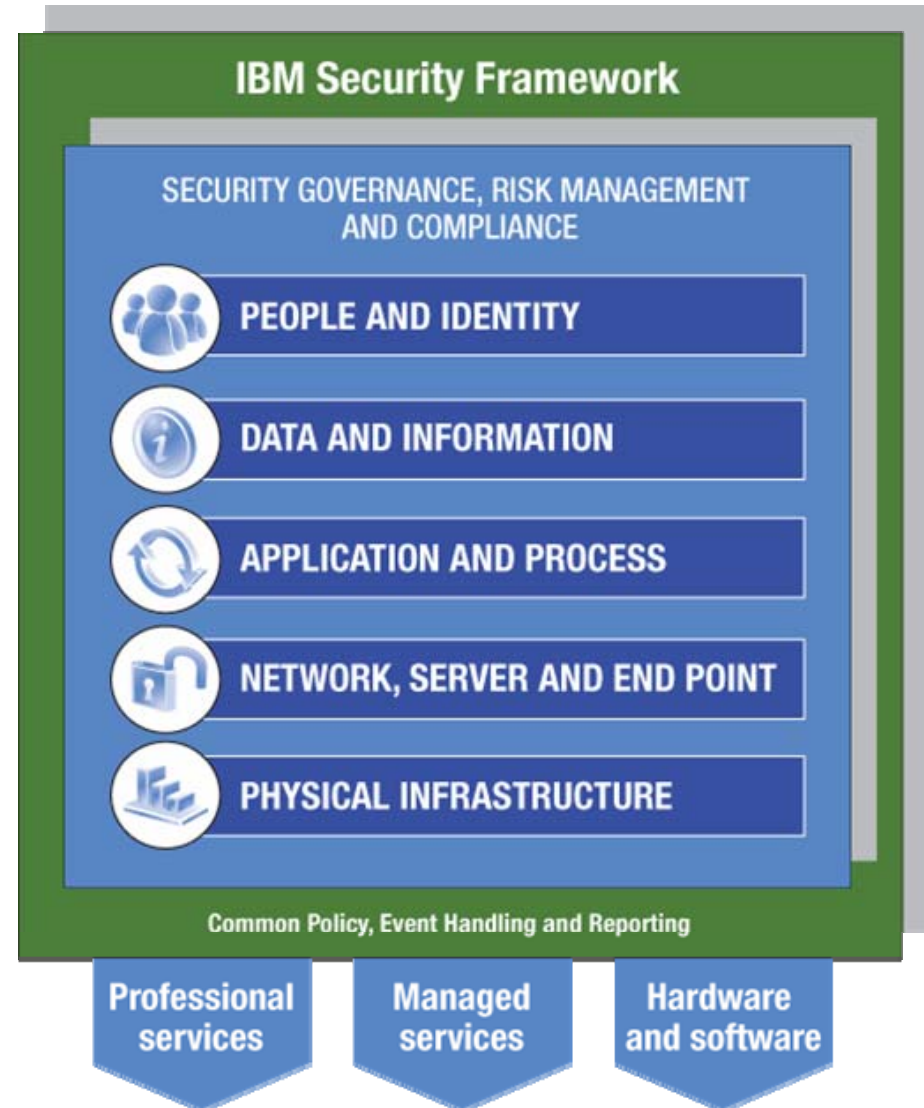 IBM Security Framework
SECURITY GOVERNANCE, RISK MANAGEMENT
AND COMPLIANCE
PEOPLE AND IDENTITY
DATA AND INFORMATION
APPLICATION AND PROCESS
NETWORK, SERVER AND END POINT
PHYSICAL INFRASTRUCTURE
Common Policy, Event Handling and Reporting
Professional
services
Managed
services
Hardware
and software